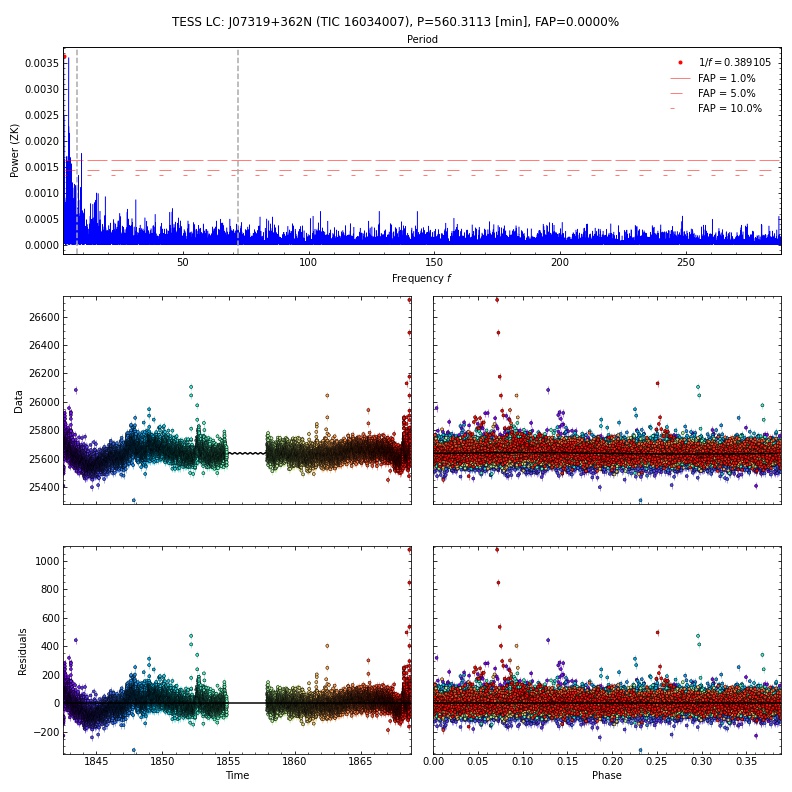 TESS LC: J07319+362N (TIC 16034007), P=560.3113 [min], FAP=0.0000%
Period
Power (ZK)
0.0035
0.0030
0.0025
0.0020
0.0015
0.0010
0.0005
0.0000
1/f = 0.389105
FAP = 1.0%
FAP = 5.0%
FAP = 10.0%
50 100 150 200 250
Frequency f
Data
26600
26400
26200
26000
25800
25600
25400
Residuals
1000
800
600
400
200
0
−200
1845 1850 1855 1860 1865
Time
0.00 0.05 0.10 0.15 0.20 0.25 0.30 0.35
Phase